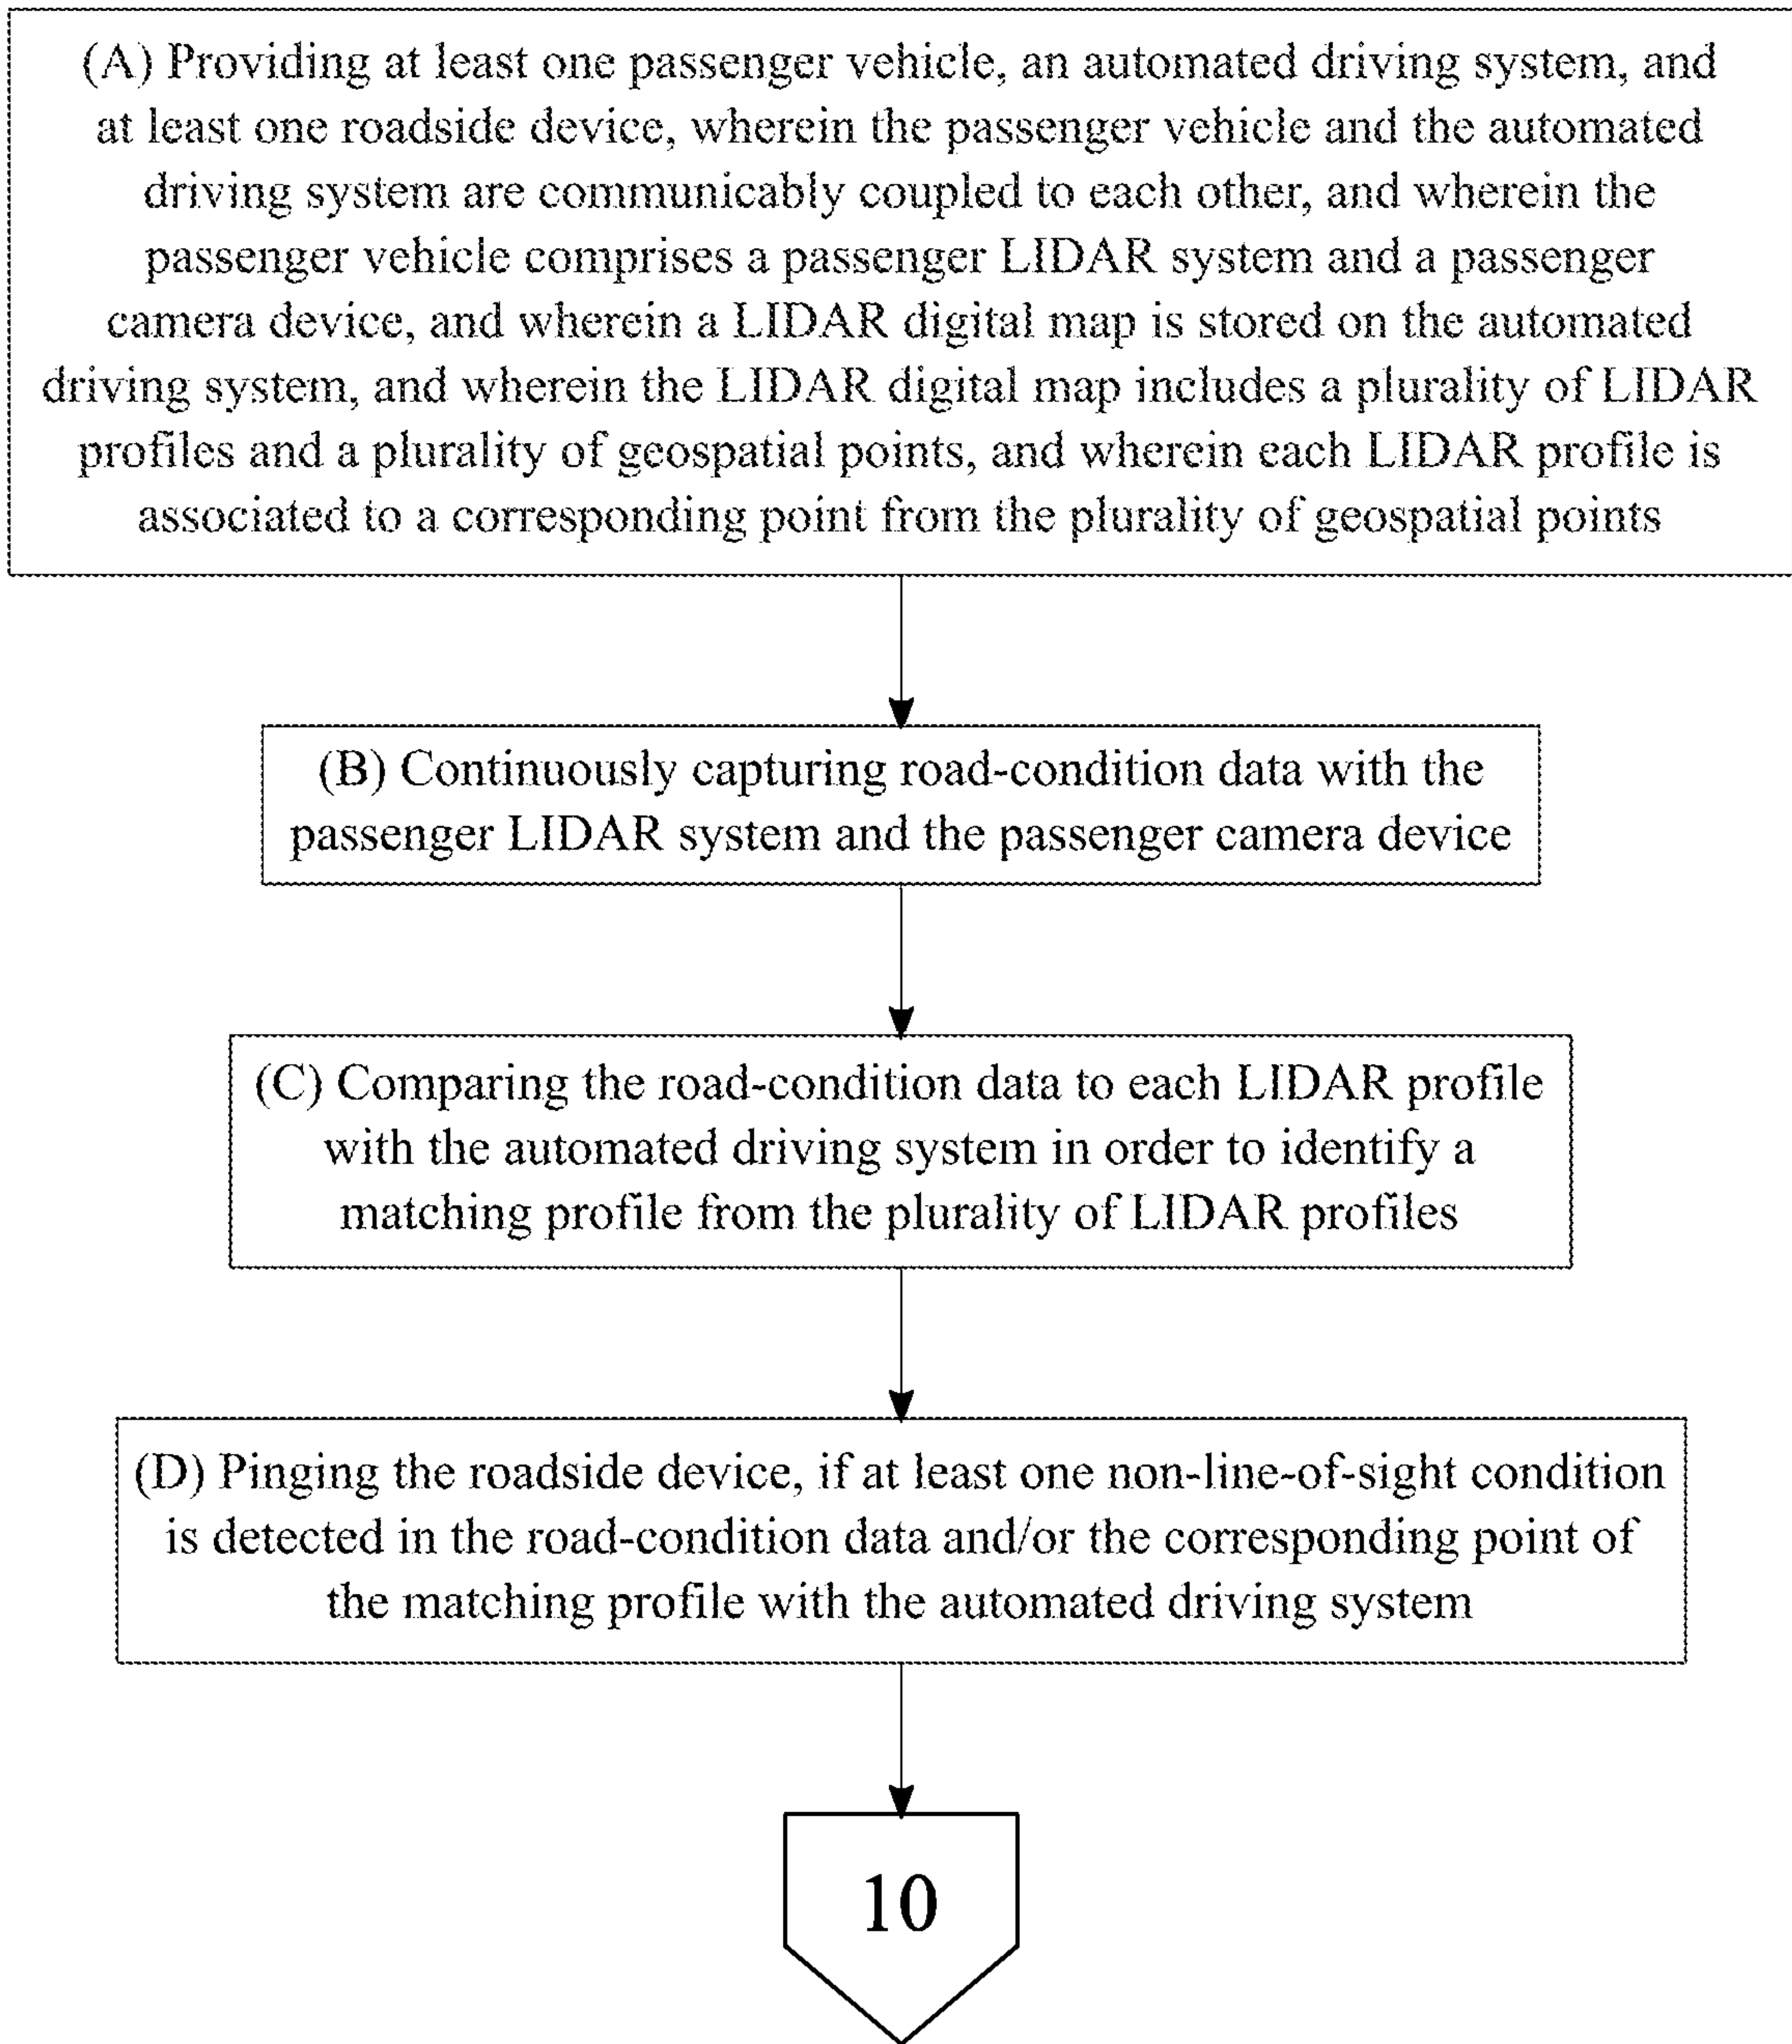 (A) Providing at least one passenger vehicle, an automated driving system, and
at least one roadside device, wherein the passenger vehicle and the automated
driving system are communicably coupled to each other, and wherein the
passenger vehicle comprises a passenger LIDAR system and a passenger
camera device, and wherein a LIDAR digital map is stored on the automated
driving system, and wherein the LIDAR digital map includes a plurality of LIDAR
profiles and a plurality of geospatial points, and wherein each LIDAR profile is
associated to a corresponding point from the plurality of geospatial points
(B) Continuously capturing road-condition data with the
passenger LIDAR system and the passenger camera device
(C) Comparing the road-condition data to each LIDAR profile
with the automated driving system in order to identify a
matching profile from the plurality of LIDAR profiles
(D) Pinging the roadside device, if at least one non-line-of-sight condition
is detected in the road-condition data and/or the corresponding point of
the matching profile with the automated driving system
10